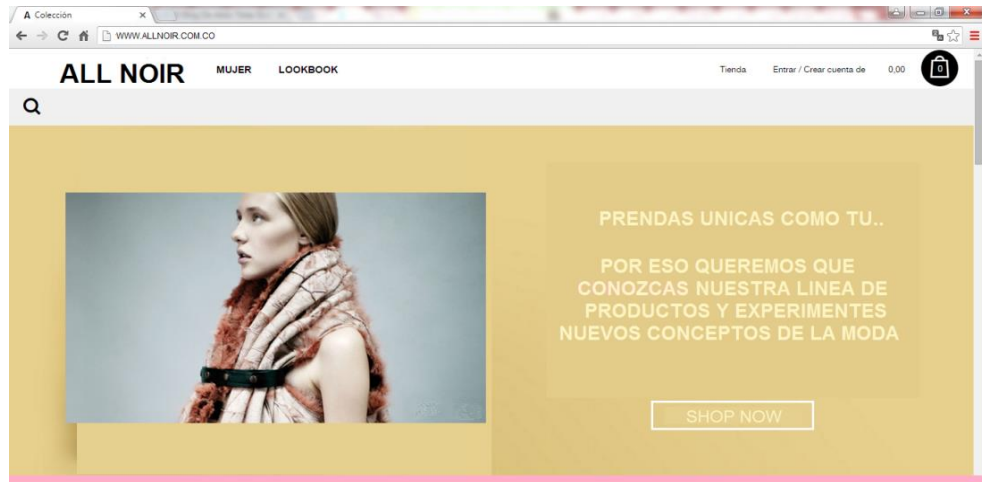 A Colección
WWW.ALLNOIR.COM.CO
ALL NOIR
MUJER
LOOKBOOK
Tienda
Entrar / Crear cuenta de
0,00
0
PRENDAS UNICAS COMO TU..
POR ESO QUEREMOS QUE
CONOZCAS NUESTRA LINEA DE
PRODUCTOS Y EXPERIMENTES
NUEVOS CONCEPTOS DE LA MODA
SHOP NOW